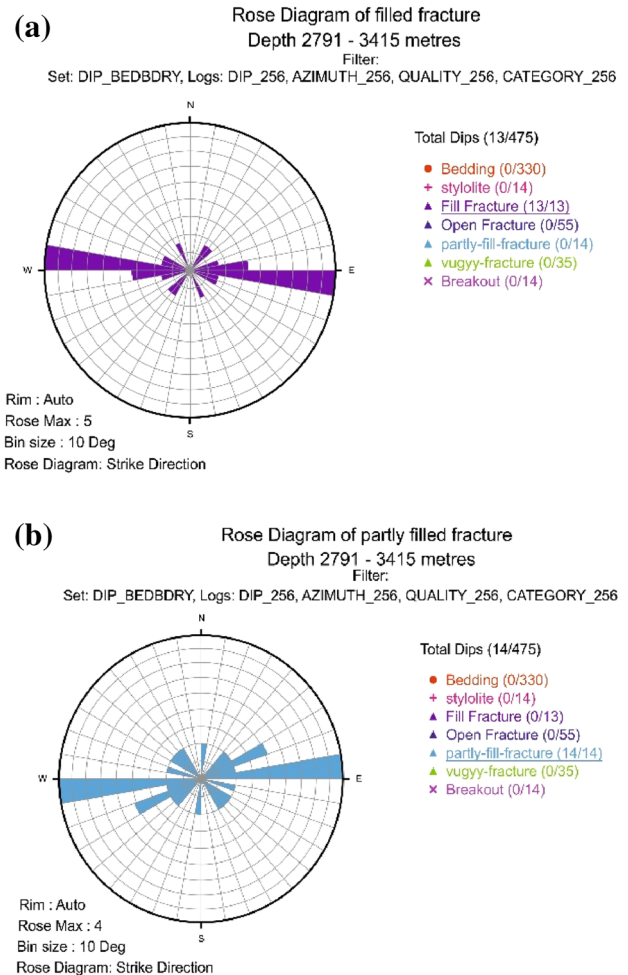 (a)
Rose Diagram of filled fracture
Depth 2791 - 3415 metres
Filter:
Set: DIP_BEDBDRY, Logs: DIP_256, AZIMUTH_256, QUALITY_256, CATEGORY_256
N
W
E
S
Total Dips (13/475)
Bedding (0/330)
stylolite (0/14)
Fill Fracture (13/13)
Open Fracture (0/55)
partly-fill-fracture (0/14)
vugyy-fracture (0/35)
Breakout (0/14)
Rim : Auto
Rose Max : 5
Bin size : 10 Deg
Rose Diagram: Strike Direction
(b)
Rose Diagram of partly filled fracture
Depth 2791 - 3415 metres
Filter:
Set: DIP_BEDBDRY, Logs: DIP_256, AZIMUTH_256, QUALITY_256, CATEGORY_256
N
W
E
S
Total Dips (14/475)
Bedding (0/330)
stylolite (0/14)
Fill Fracture (0/13)
Open Fracture (0/55)
partly-fill-fracture (14/14)
vugyy-fracture (0/35)
Breakout (0/14)
Rim : Auto
Rose Max : 4
Bin size : 10 Deg
Rose Diagram: Strike Direction